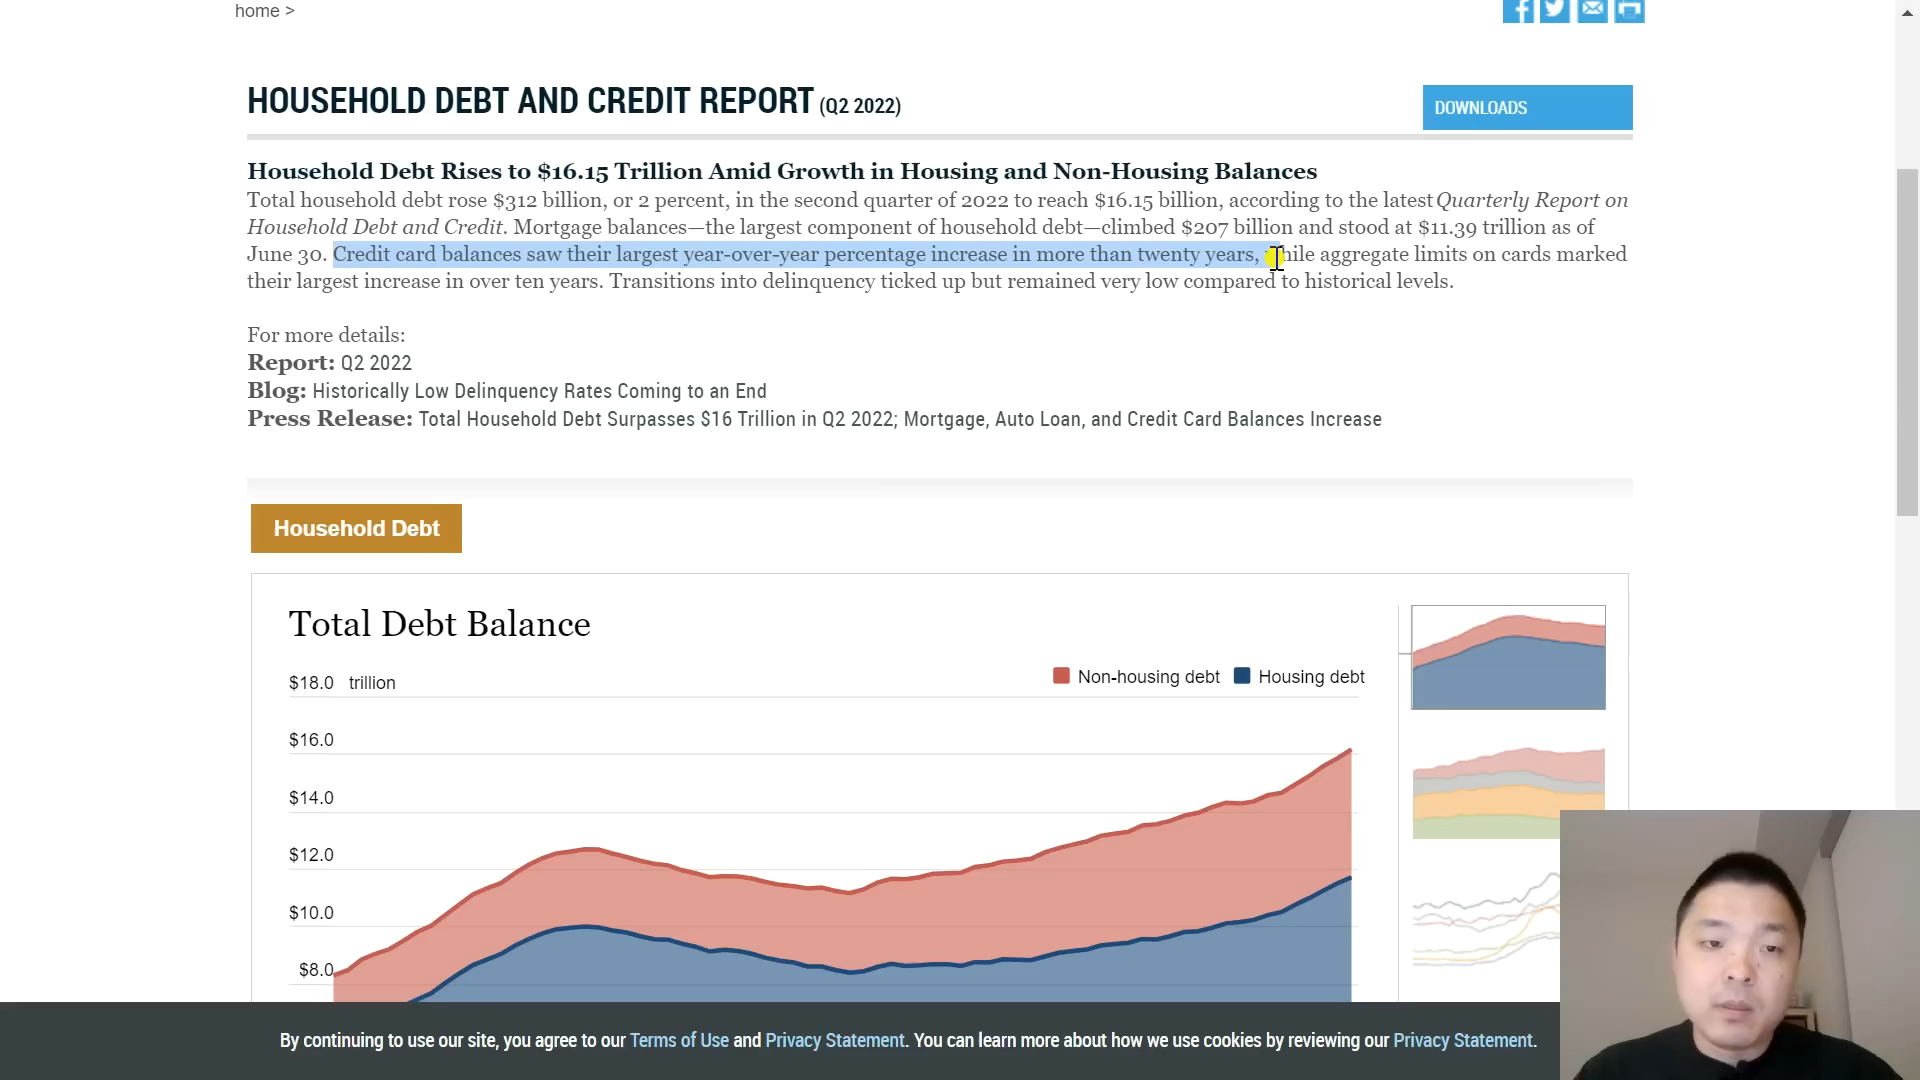 home >
HOUSEHOLD DEBT AND CREDIT REPORT (Q2 2022)
DOWNLOADS
Household Debt Rises to $16.15 Trillion Amid Growth in Housing and Non-Housing Balances
Total household debt rose $312 billion, or 2 percent, in the second quarter of 2022 to reach $16.15 billion, according to the latest Quarterly Report on
Household Debt and Credit. Mortgage balances—the largest component of household debt—climbed $207 billion and stood at $11.39 trillion as of
June 30. Credit card balances saw their largest year-over-year percentage increase in more than twenty years, while aggregate limits on cards marked
their largest increase in over ten years. Transitions into delinquency ticked up but remained very low compared to historical levels.
For more details:
Report: Q2 2022
Blog: Historically Low Delinquency Rates Coming to an End
Press Release: Total Household Debt Surpasses $16 Trillion in Q2 2022; Mortgage, Auto Loan, and Credit Card Balances Increase
Household Debt
Total Debt Balance
$18.0 trillion
Non-housing debt Housing debt
$16.0
$14.0
$12.0
$10.0
$8.0
By continuing to use our site, you agree to our Terms of Use and Privacy Statement. You can learn more about how we use cookies by reviewing our Privacy Statement.